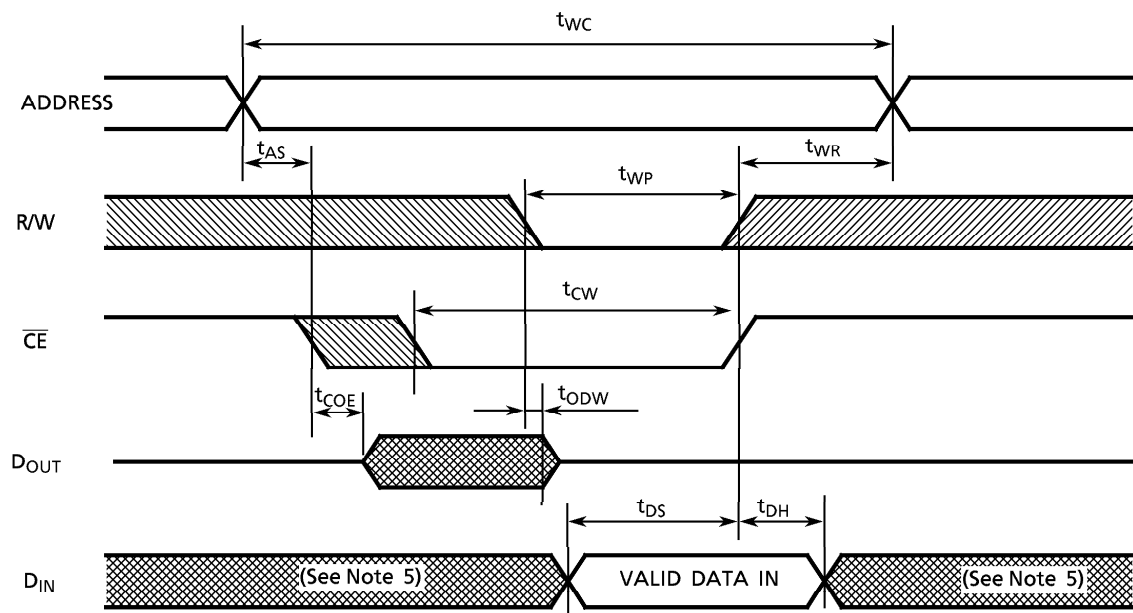 tWC
ADDRESS
tAS
tWR
tWP
R/W
tCW
CE
tCOE
tODW
DOUT
tDS
tDH
DIN
(See Note 5)
VALID DATA IN
(See Note 5)